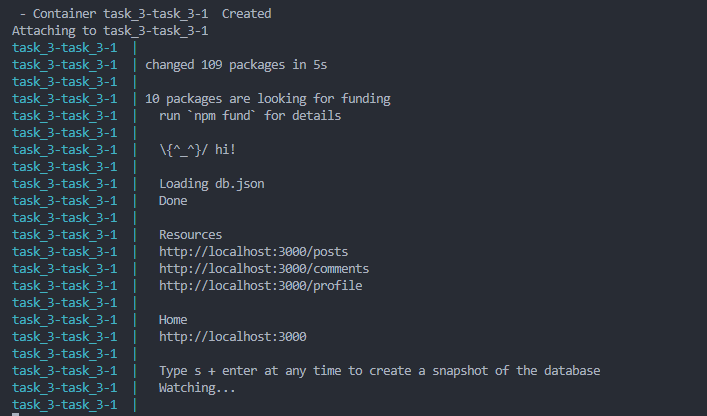 - Container task_3-task_3-1  Created
Attaching to task_3-task_3-1
task_3-task_3-1  |
task_3-task_3-1  | changed 109 packages in 5s
task_3-task_3-1  |
task_3-task_3-1  | 10 packages are looking for funding
task_3-task_3-1  |   run `npm fund` for details
task_3-task_3-1  |
task_3-task_3-1  |   \{^_^}/ hi!
task_3-task_3-1  |
task_3-task_3-1  |   Loading db.json
task_3-task_3-1  |   Done
task_3-task_3-1  |
task_3-task_3-1  |   Resources
task_3-task_3-1  |   http://localhost:3000/posts
task_3-task_3-1  |   http://localhost:3000/comments
task_3-task_3-1  |   http://localhost:3000/profile
task_3-task_3-1  |
task_3-task_3-1  |   Home
task_3-task_3-1  |   http://localhost:3000
task_3-task_3-1  |
task_3-task_3-1  |   Type s + enter at any time to create a snapshot of the database
task_3-task_3-1  |   Watching...
task_3-task_3-1  |